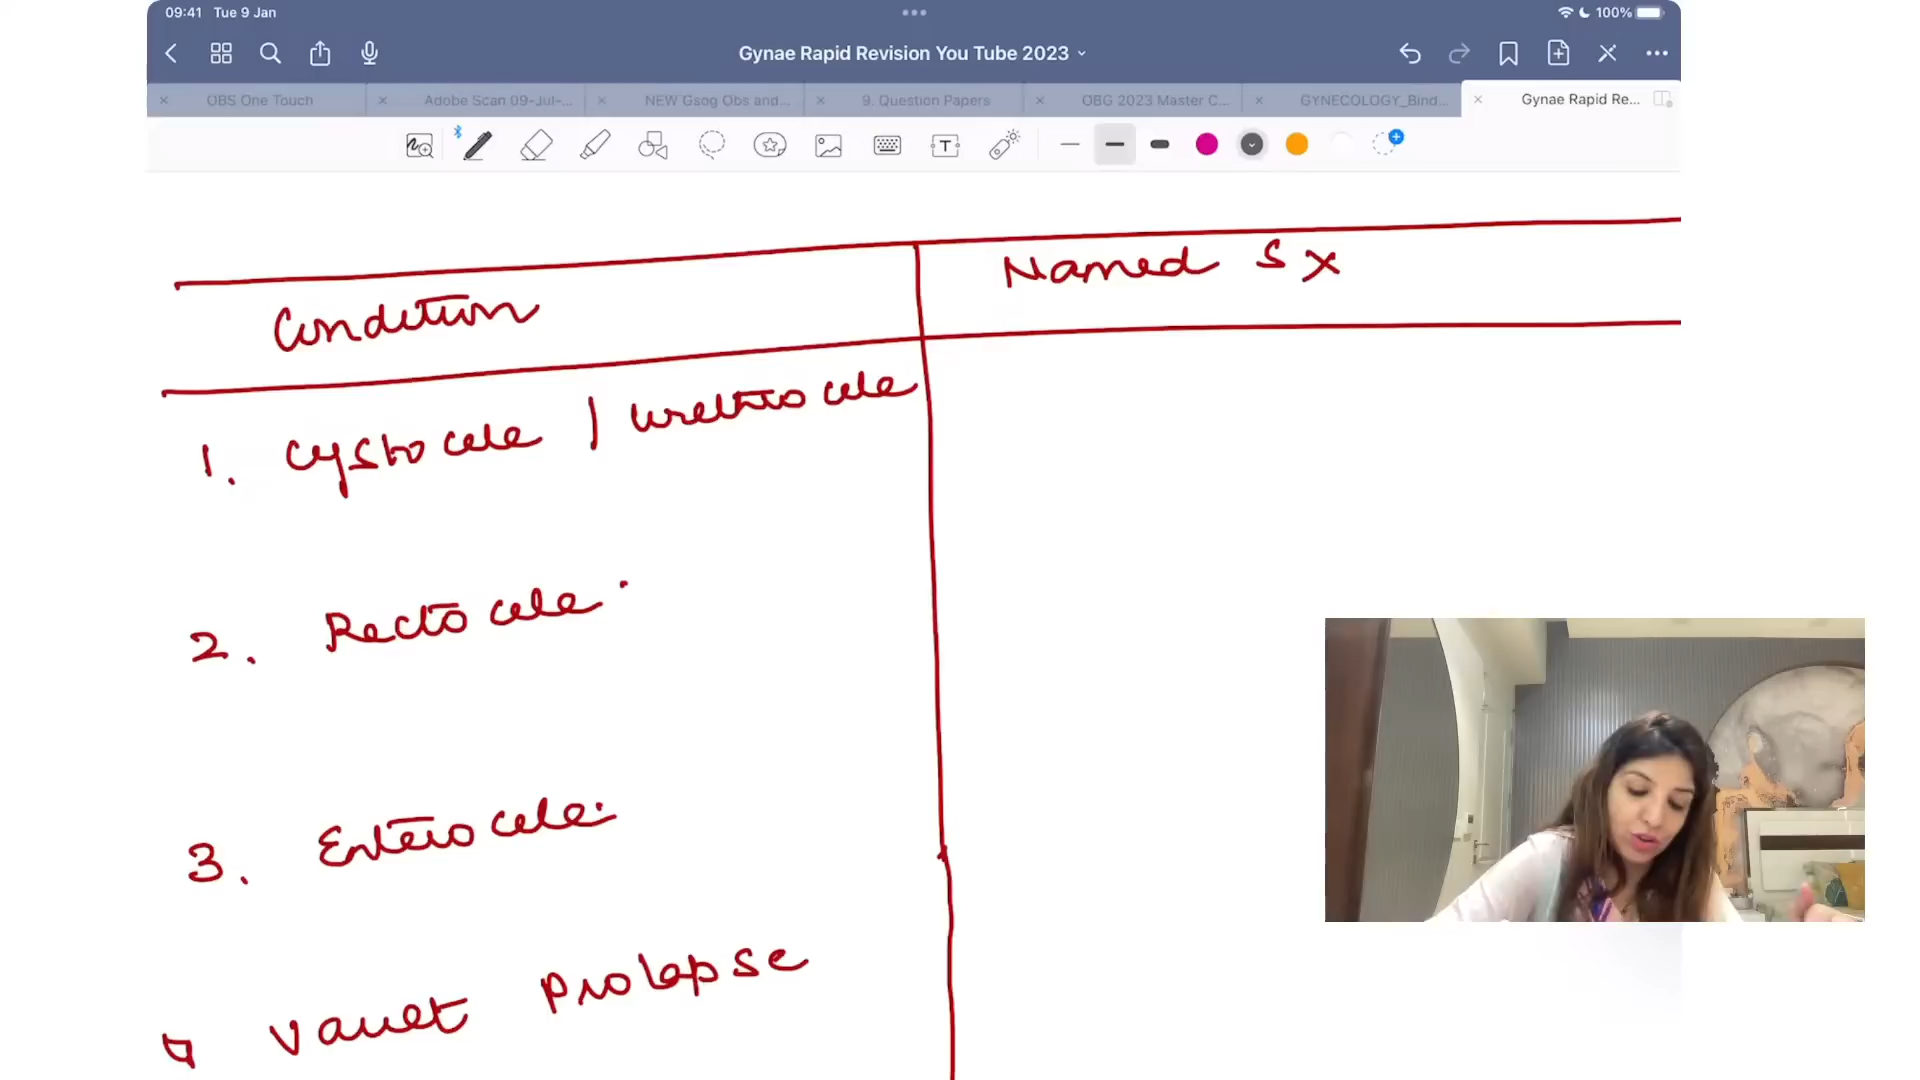 09:41 Tue 9 Jan
100%
Gynae Rapid Revision You Tube 2023
OBS One Touch
Adobe Scan 09-Jul-...
NEW Gsog Obs and...
9. Question Papers
OBG 2023 Master C...
GYNECOLOGY_Bind...
Gynae Rapid Re...
T
Condition
Named Sx
1. Cystocele / Urethrocele
2. Rectocele
3. Enterocele
4 Vault Prolapse